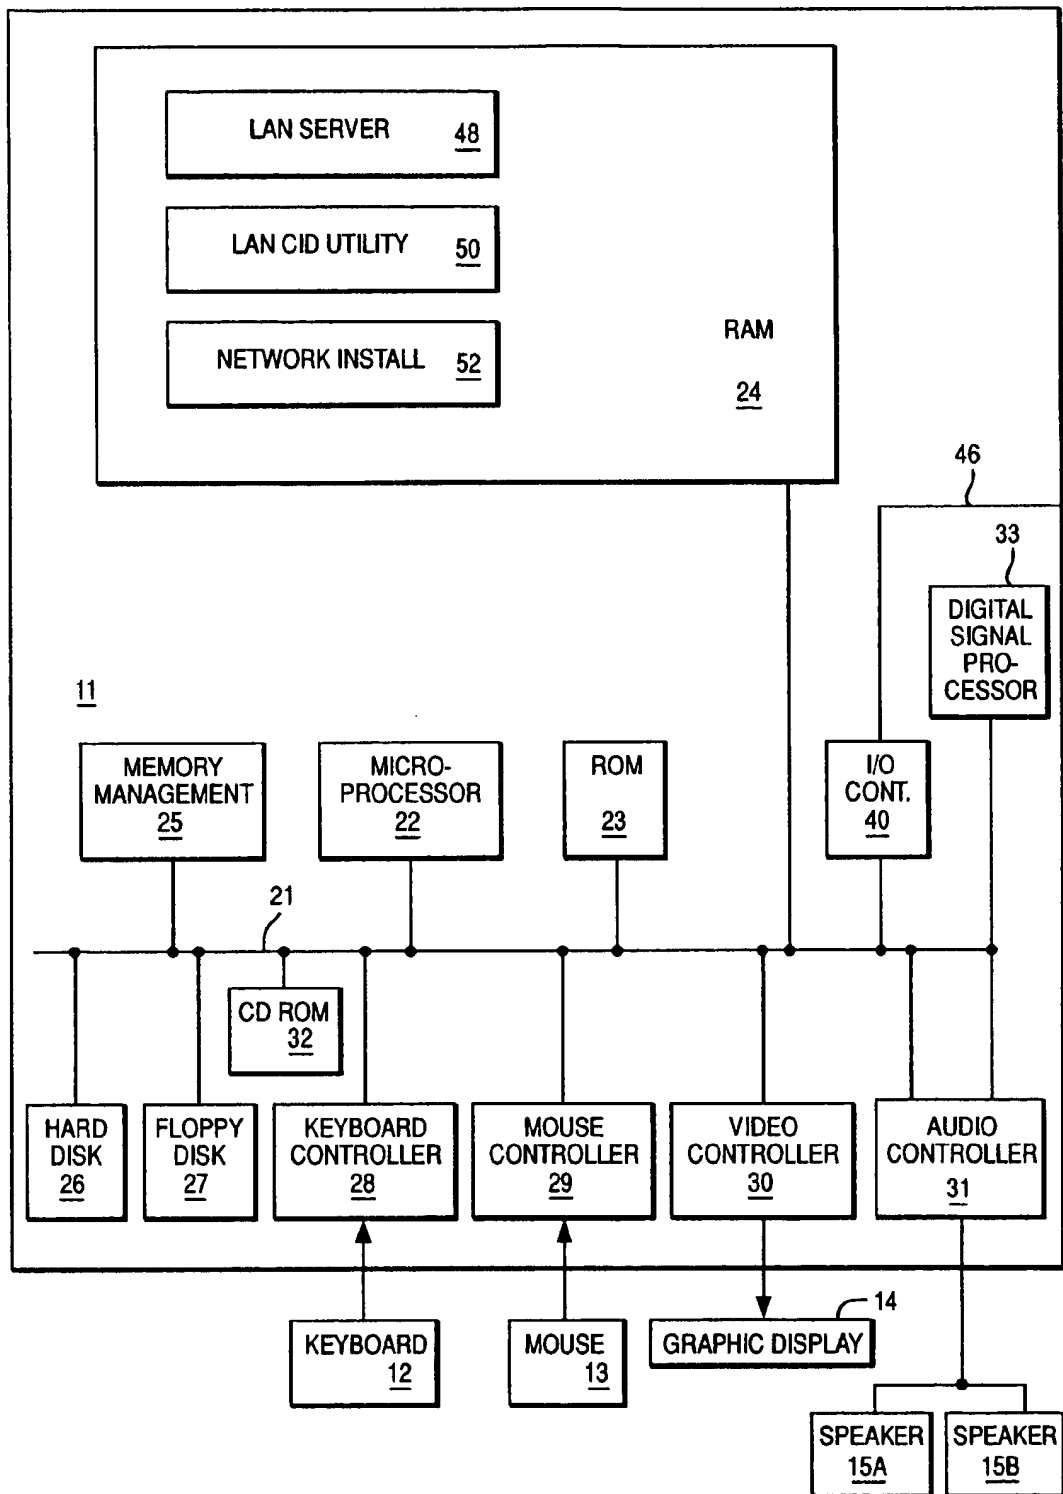 LAN SERVER 48
LAN CID UTILITY 50
NETWORK INSTALL 52
RAM
24
46
33
DIGITAL
SIGNAL
PRO-
CESSOR
11
MEMORY
MANAGEMENT
25
MICRO-
PROCESSOR
22
ROM
23
I/O
CONT.
40
21
CD ROM
32
HARD
DISK
26
FLOPPY
DISK
27
KEYBOARD
CONTROLLER
28
MOUSE
CONTROLLER
29
VIDEO
CONTROLLER
30
AUDIO
CONTROLLER
31
KEYBOARD
12
MOUSE
13
14
GRAPHIC DISPLAY
SPEAKER
15A
SPEAKER
15B